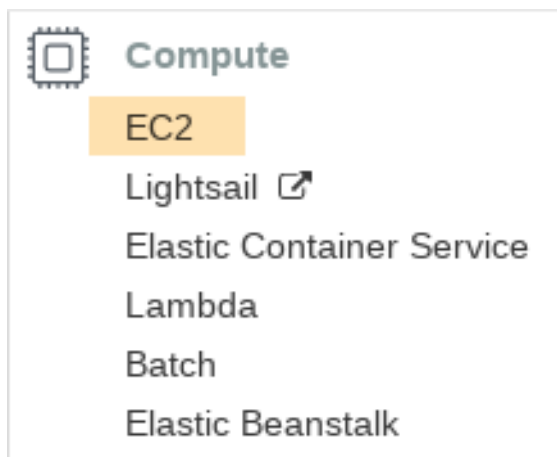 Compute
EC2
Lightsail
Elastic Container Service
Lambda
Batch
Elastic Beanstalk